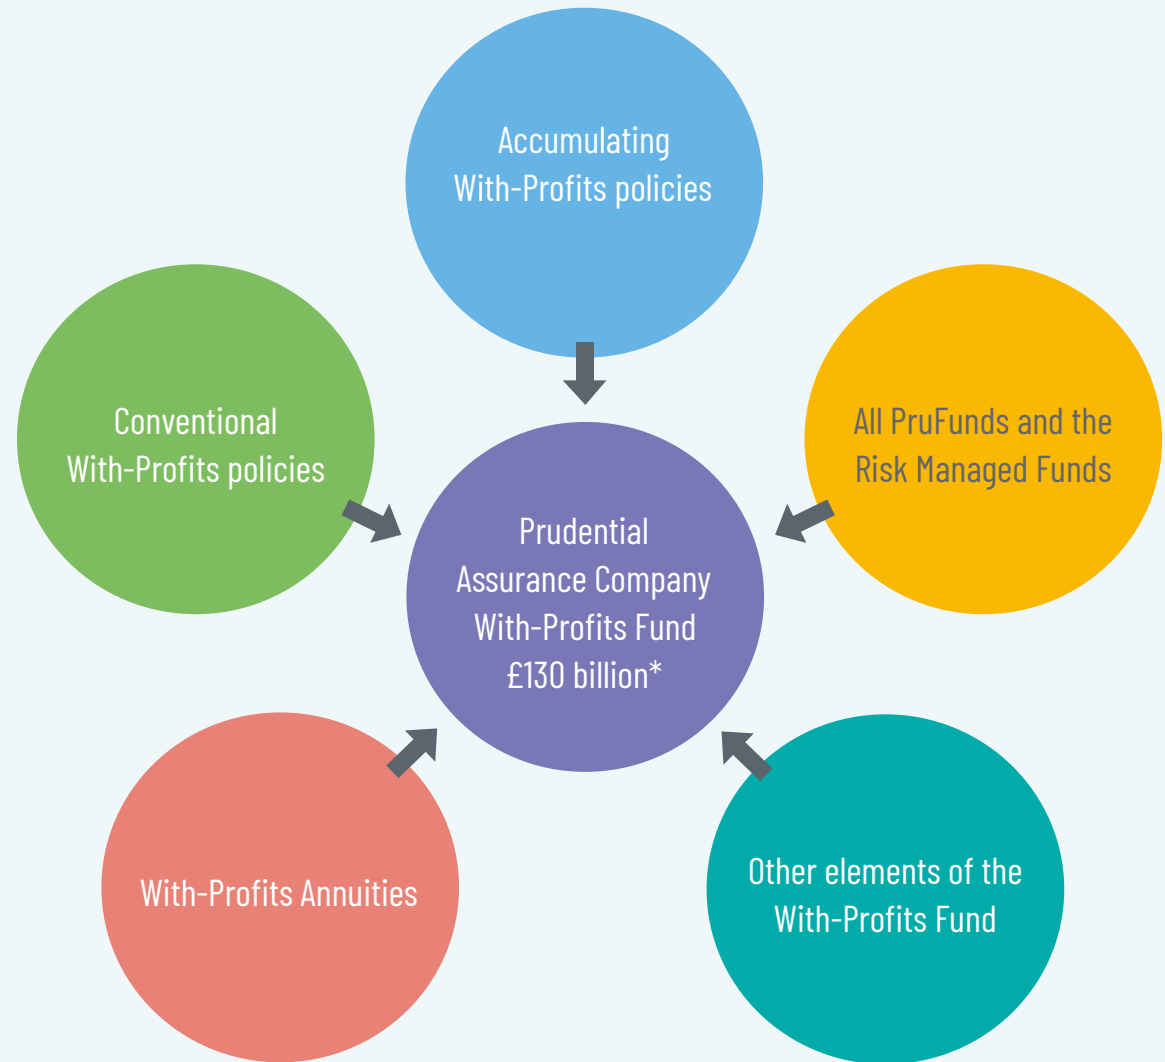 Accumulating
With-Profits policies
Conventional
With-Profits policies
All PruFunds and the
Risk Managed Funds
Prudential
Assurance Company
With-Profits Fund
£130 billion*
With-Profits Annuities
Other elements of the
With-Profits Fund